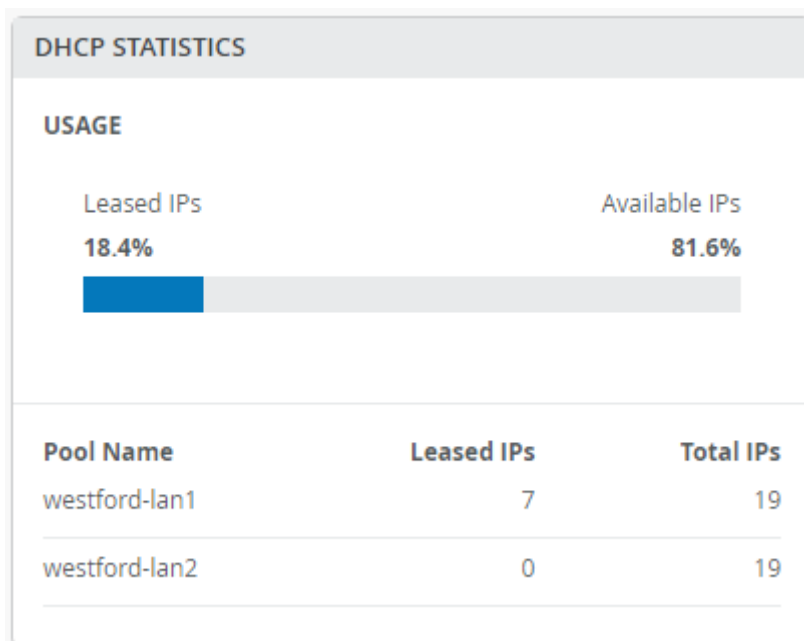 DHCP STATISTICS
USAGE
Leased IPs Available IPs
18.4% 81.6%
Pool Name Leased IPs Total IPs
westford-lan1 7 19
westford-lan2 0 19